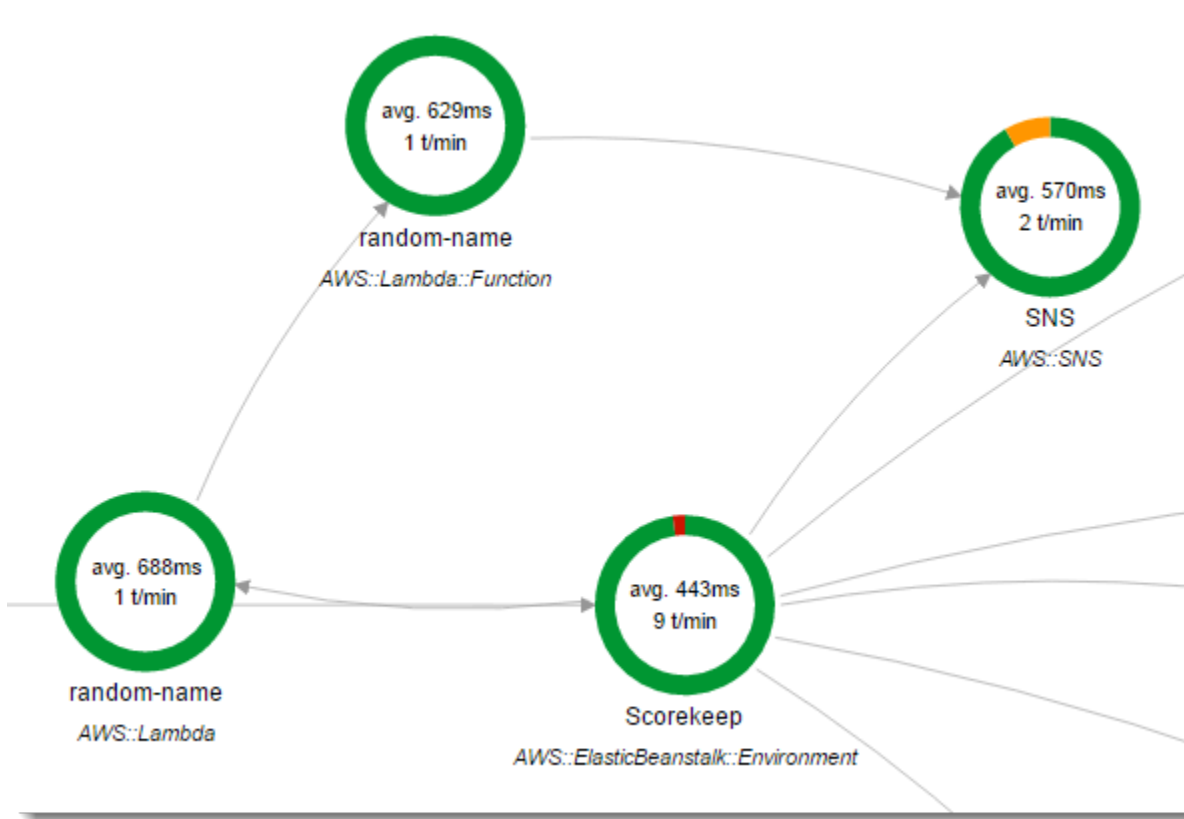 avg. 629ms
1 t/min
random-name
AWS::Lambda::Function
avg. 570ms
2 t/min
SNS
AWS::SNS
avg. 688ms
1 t/min
random-name
AWS::Lambda
avg. 443ms
9 t/min
Scorekeep
AWS::ElasticBeanstalk::Environment